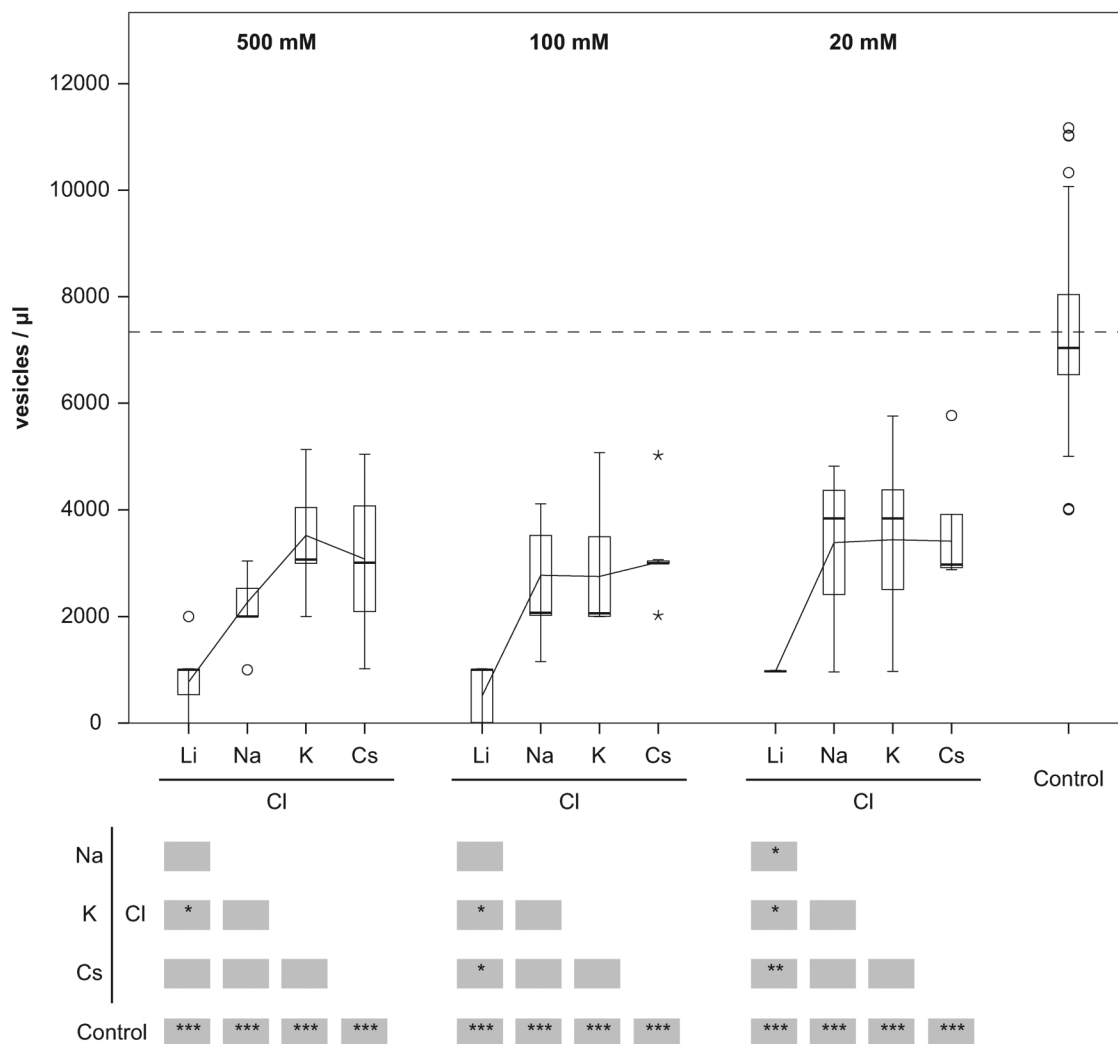 500 mM 100 mM 20 mM
12000
10000
8000
6000
4000
2000
0
vesicles / µl
Li Na K Cs Li Na K Cs Li Na K Cs
Control
Cl Cl Cl
Na *
K Cl * * *
Cs * **
Control *** *** *** *** *** *** *** *** *** *** *** ***